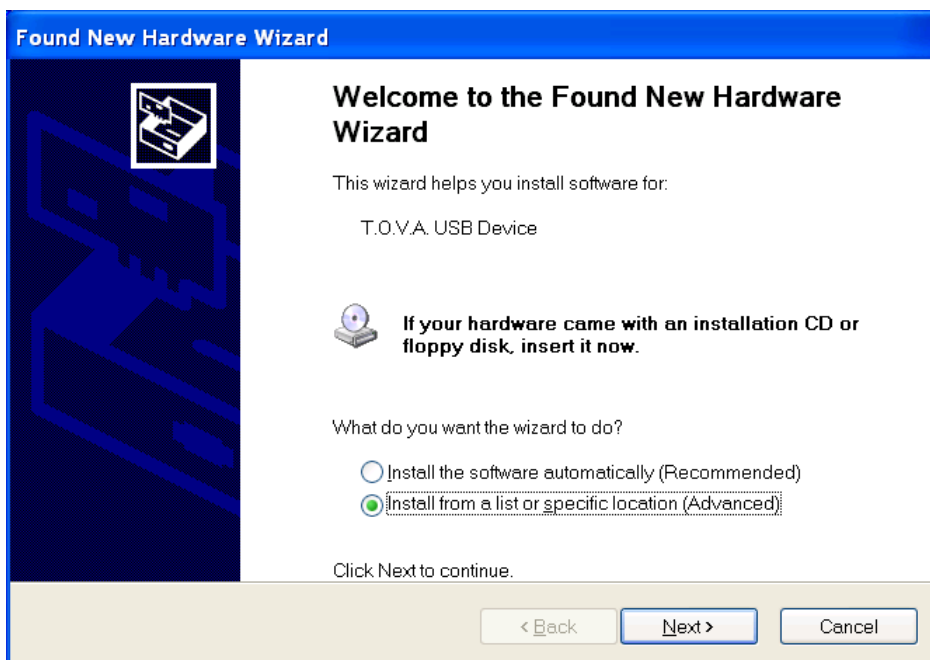 Found New Hardware Wizard
Welcome to the Found New Hardware
Wizard
This wizard helps you install software for:
T.O.V.A. USB Device
If your hardware came with an installation CD or
floppy disk, insert it now.
What do you want the wizard to do?
Install the software automatically (Recommended)
Install from a list or specific location (Advanced)
Click Next to continue.
< Back Next > Cancel